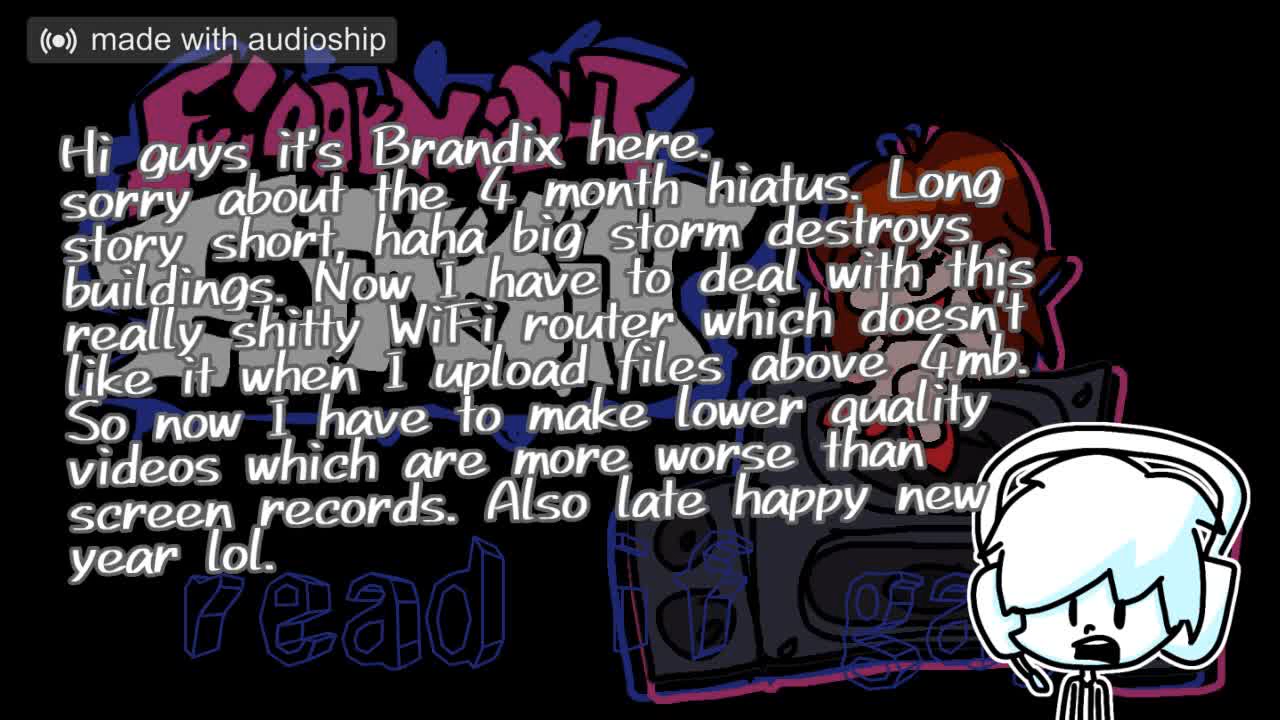 made with audioship
Hi guys it's Brandix here.
sorry about the 4 month hiatus. Long
story short, haha big storm destroys
buildings. Now I have to deal with this
really shitty WiFi router which doesn't
like it when I upload files above 4mb.
So now I have to make lower quality
videos which are more worse than
screen records. Also late happy new
year lol.
read if ga